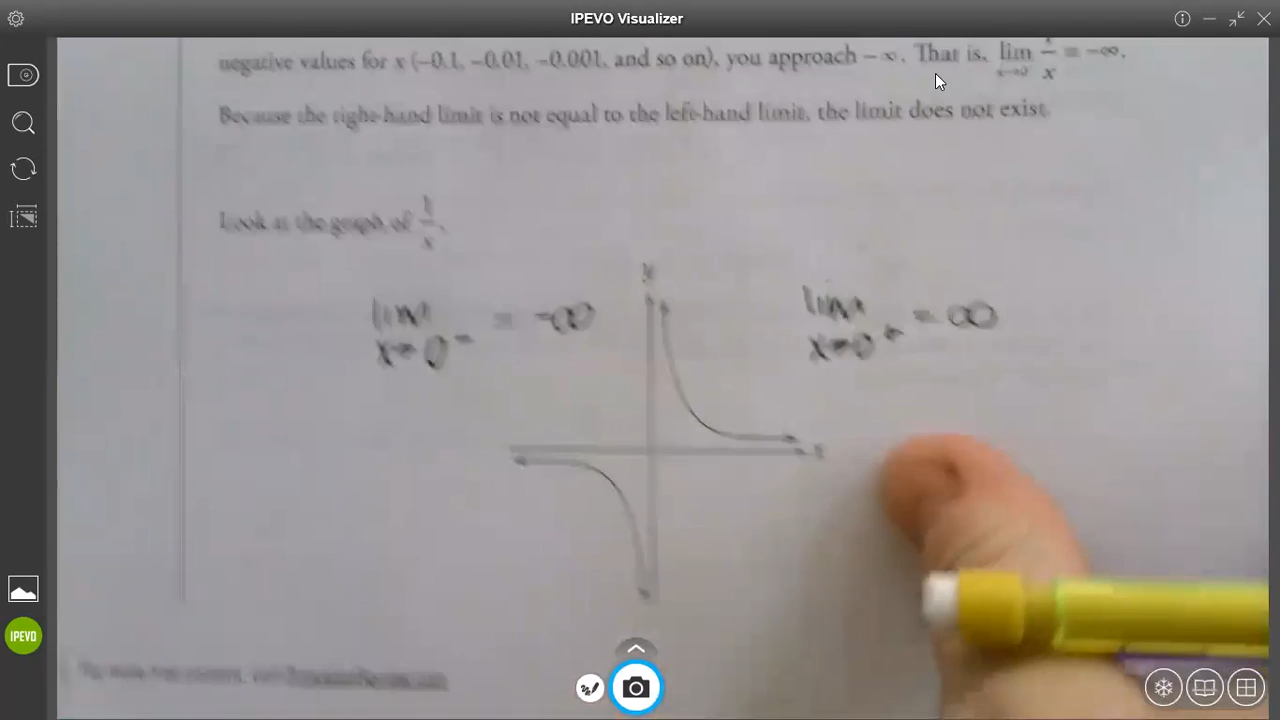 IPEVO Visualizer
negative values for x (−0.1, −0.01, −0.001, and so on), you approach −∞. That is, lim x→0 1/x = −∞.
Because the right-hand limit is not equal to the left-hand limit, the limit does not exist.
Look at the graph of 1/x.
y
lim x→0⁻ = -∞
lim x→0⁺ = ∞
x
IPEVO